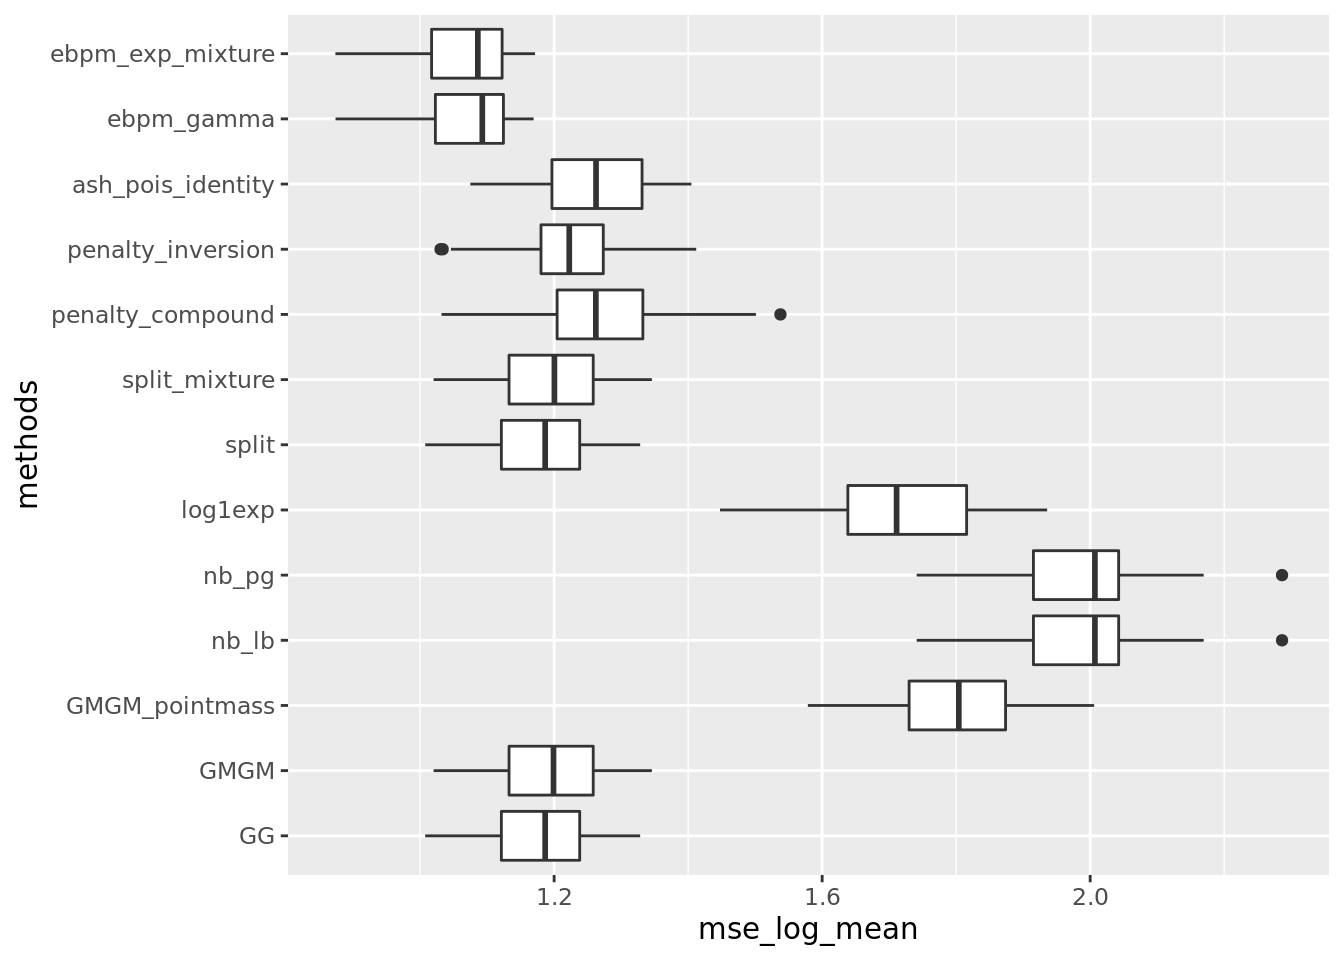 ebpm_exp_mixture
ebpm_gamma
ash_pois_identity
penalty_inversion
penalty_compound
split_mixture
split
log1exp
nb_pg
nb_lb
GMGM_pointmass
GMGM
GG
methods
1.2 1.6 2.0
mse_log_mean